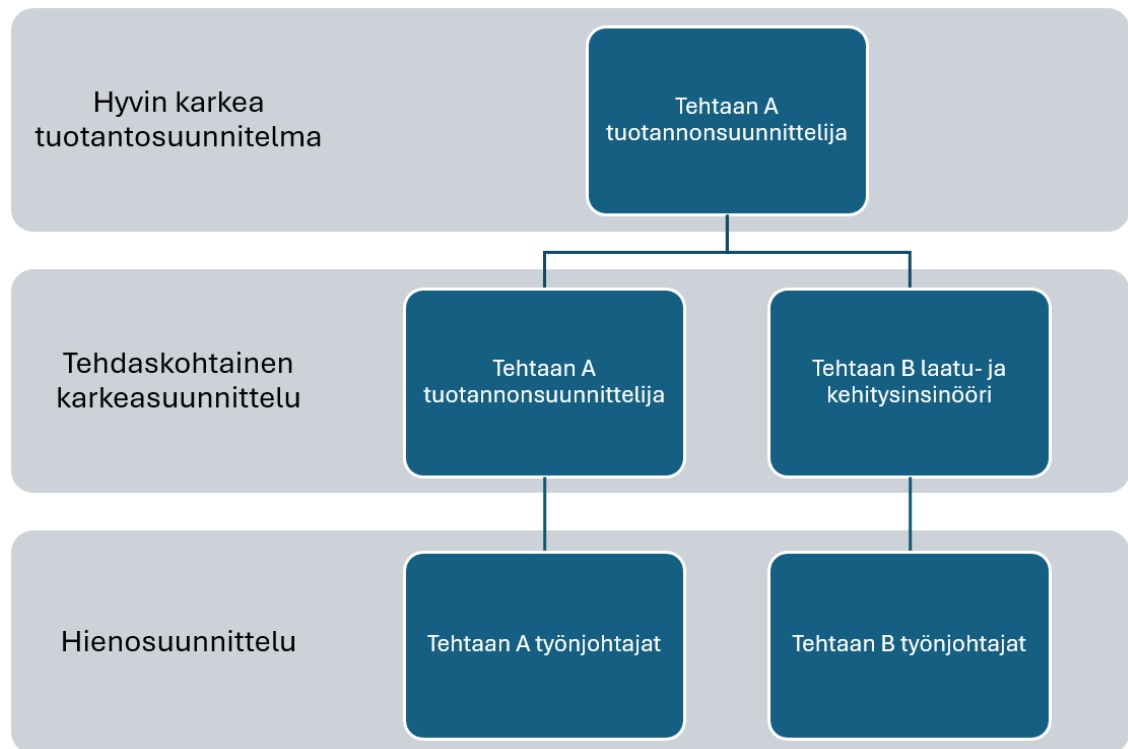 Hyvin karkea
tuotantosuunnitelma
Tehtaan A
tuotannonsuunnittelija
Tehdaskohtainen
karkeasuunnittelu
Tehtaan A
tuotannonsuunnittelija
Tehtaan B laatu- ja
kehitysinsinööri
Hienosuunnittelu
Tehtaan A työnjohtajat
Tehtaan B työnjohtajat